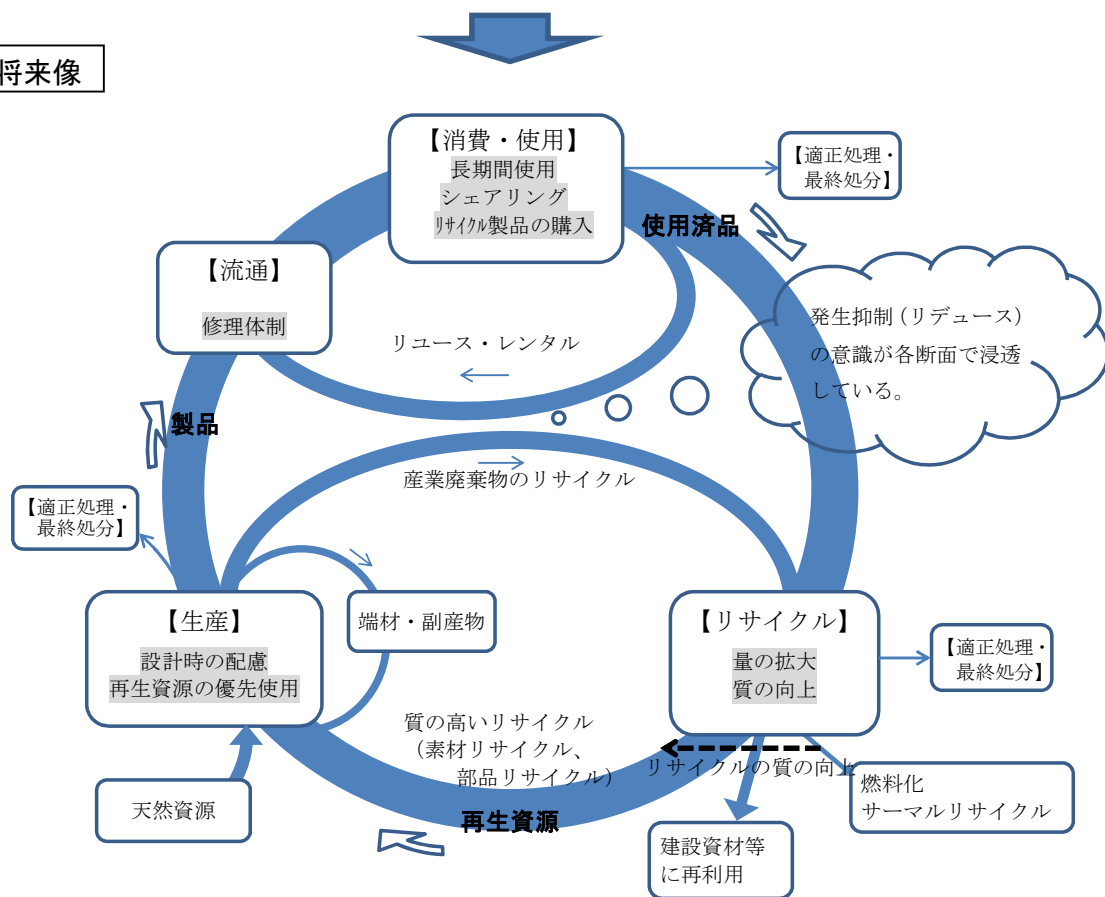 将来像
【消費・使用】
長期間使用
シェアリング
ﾘｻｲｸﾙ製品の購入
【適正処理・
最終処分】
使用済品
【流通】
修理体制
発生抑制（リデュース）
の意識が各断面で浸透
している。
リユース・レンタル
製品
産業廃棄物のリサイクル
【適正処理・
最終処分】
【生産】
設計時の配慮
再生資源の優先使用
端材・副産物
【リサイクル】
量の拡大
質の向上
【適正処理・
最終処分】
質の高いリサイクル
（素材リサイクル、
部品リサイクル）
リサイクルの質の向上
天然資源
再生資源
燃料化
サーマルリサイクル
建設資材等
に再利用